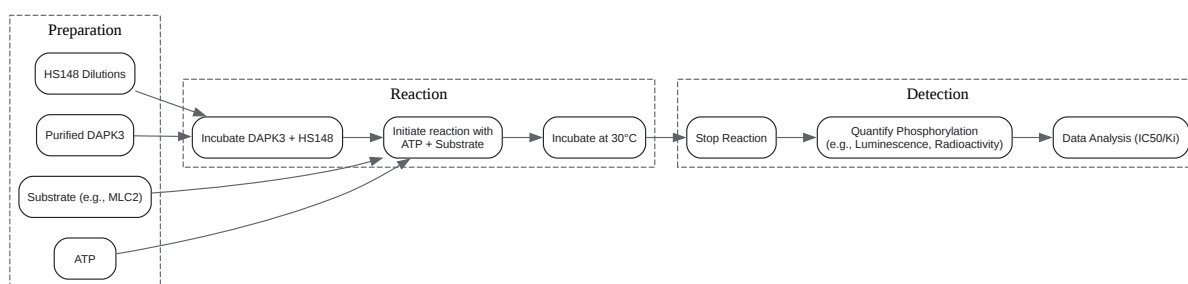 Preparation
HS148 Dilutions
Purified DAPK3
Substrate (e.g., MLC2)
ATP
Reaction
Incubate DAPK3 + HS148
Initiate reaction with
ATP + Substrate
Incubate at 30°C
Detection
Stop Reaction
Quantify Phosphorylation
(e.g., Luminescence, Radioactivity)
Data Analysis (IC50/Ki)